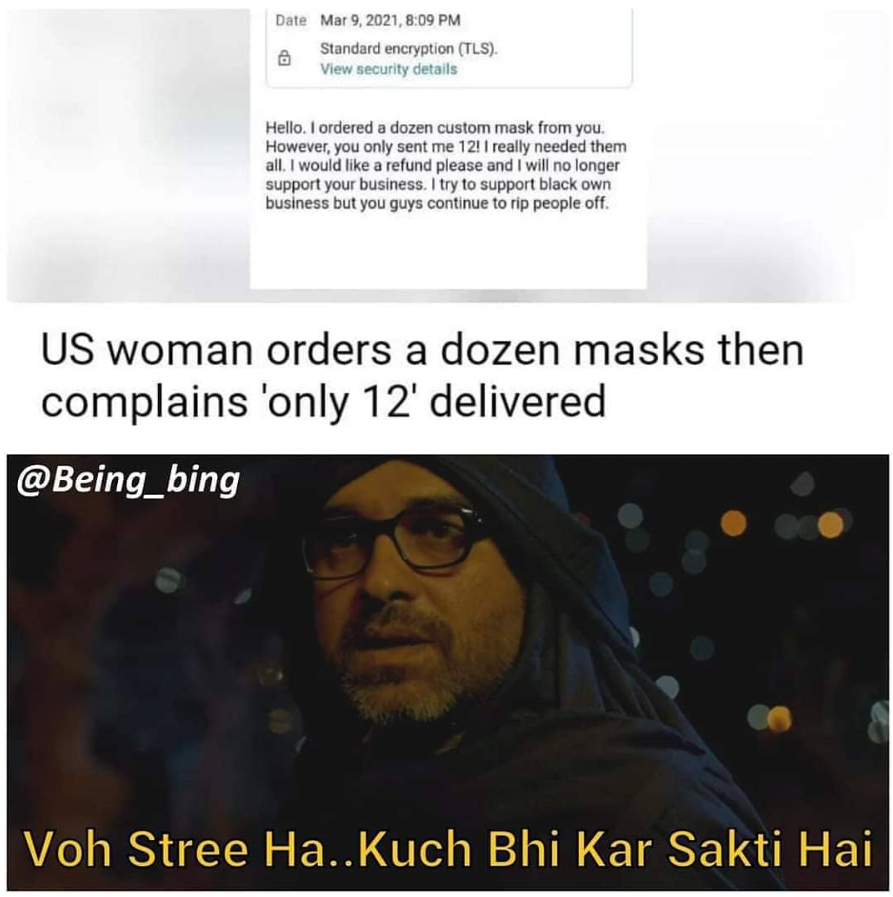 Date Mar 9, 2021, 8:09 PM
Standard encryption (TLS).
View security details
Hello. I ordered a dozen custom mask from you.
However, you only sent me 12! I really needed them
all. I would like a refund please and I will no longer
support your business. I try to support black own
business but you guys continue to rip people off.
US woman orders a dozen masks then
complains 'only 12' delivered
@Being_bing
Voh Stree Ha..Kuch Bhi Kar Sakti Hai